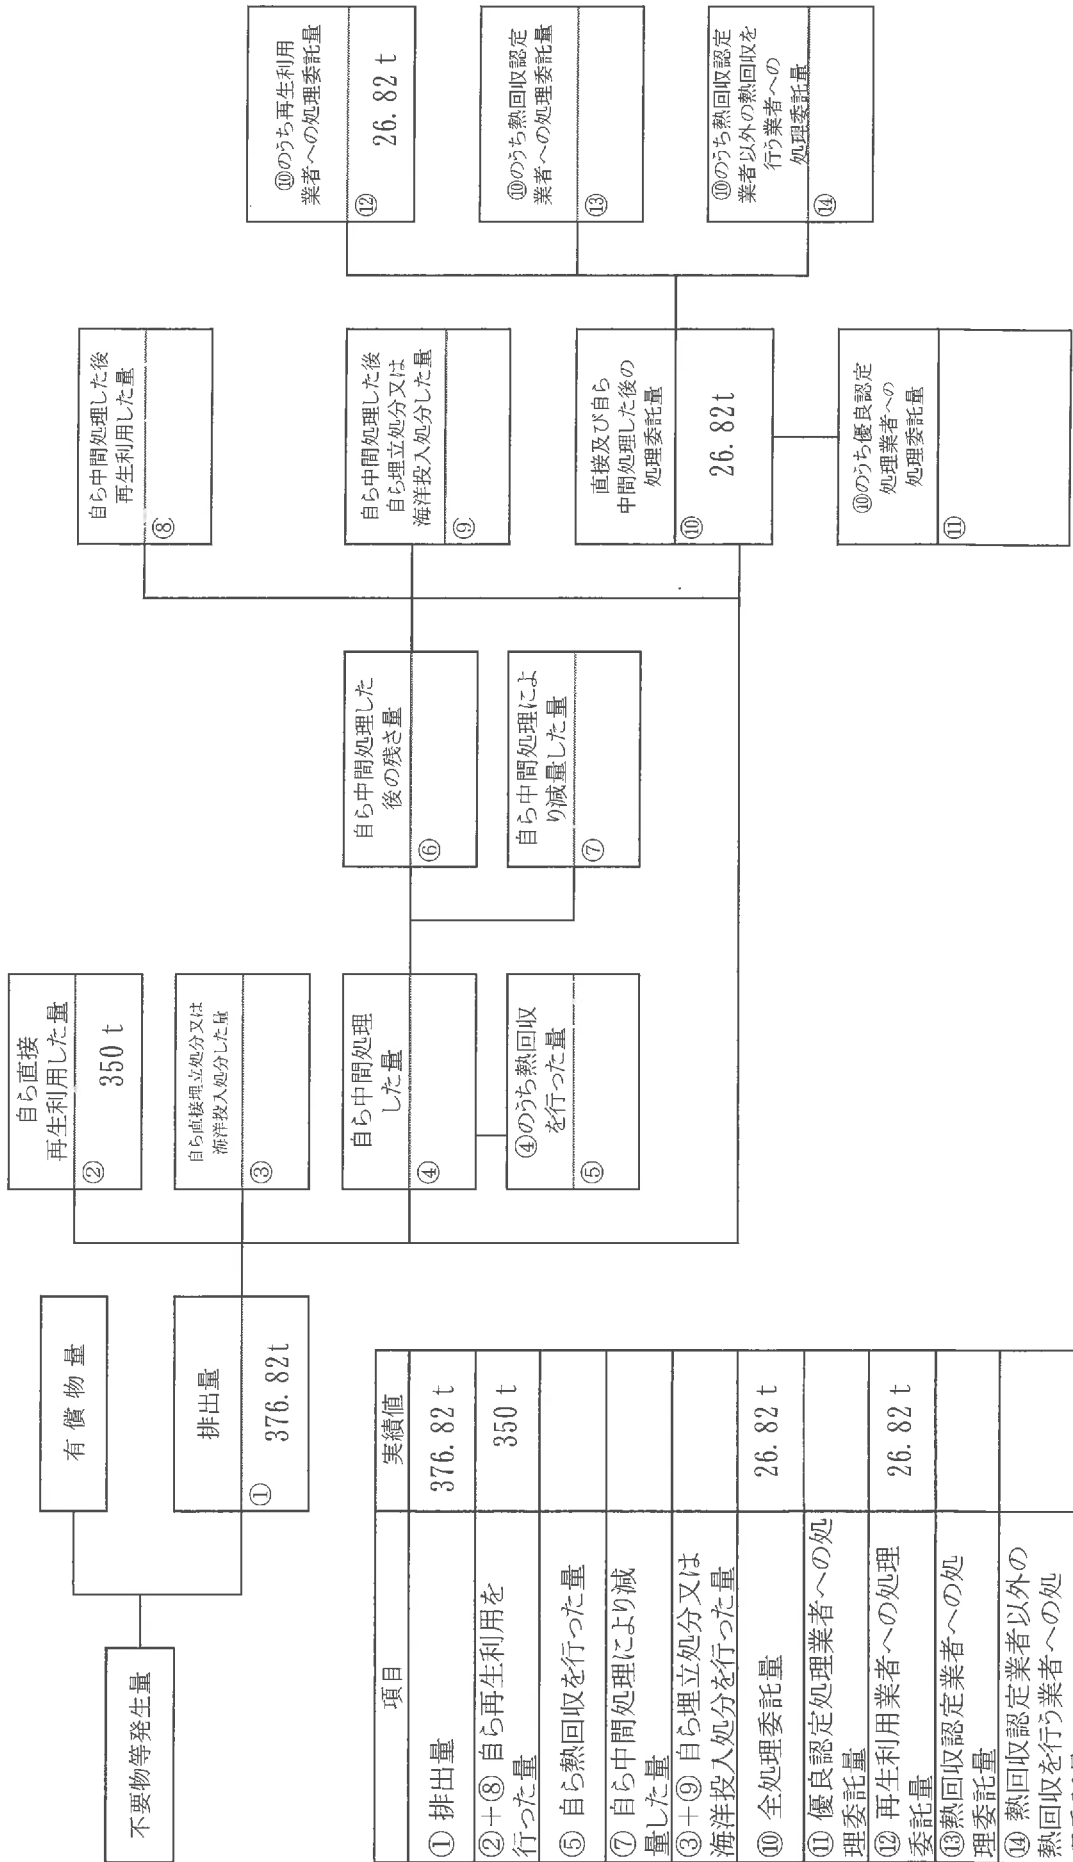 不要物等発生量
有償物量
排出量
①
376.82t
自ら直接
再生利用した量
②
350t
自ら直接埋立処分又は
海洋投入処分した量
③
自ら中間処理
した量
④
④のうち熱回収
を行った量
⑤
自ら中間処理した
後の残さ量
⑥
自ら中間処理によ
り減量した量
⑦
自ら中間処理した後
再生利用した量
⑧
自ら中間処理した後
自ら埋立処分又は
海洋投入処分した量
⑨
直接及び自ら
中間処理した後の
処理委託量
⑩
26.82t
⑩のうち優良認定
処理業者への
処理委託量
⑪
⑩のうち再生利用
業者への処理委託量
⑫
26.82t
⑩のうち熱回収認定
業者への処理委託量
⑬
⑩のうち熱回収認定
業者以外の熱回収を
行う業者への
処理委託量
⑭
項目 実績値
① 排出量 376.82t
②+⑧ 自ら再生利用を
行った量 350t
⑤ 自ら熱回収を行った量
⑦ 自ら中間処理により減
量した量
③+⑨ 自ら埋立処分又は
海洋投入処分を行った量
⑩ 全処理委託量 26.82t
⑪ 優良認定処理業者への処
理委託量
⑫ 再生利用業者への処理
委託量 26.82t
⑬熱回収認定業者への処
理委託量
⑭ 熱回収認定業者以外の
熱回収を行う業者への処